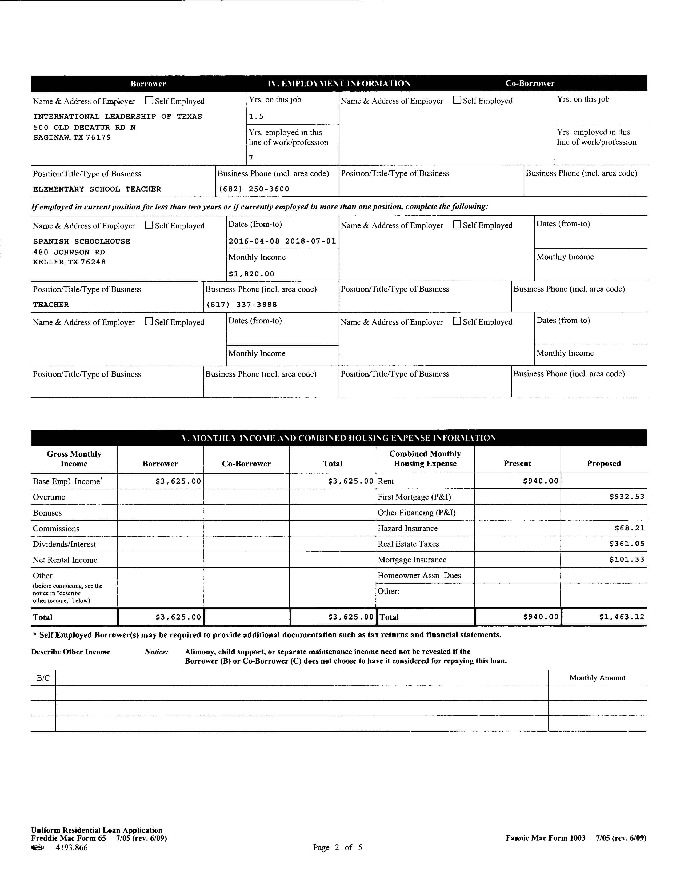 Borrower IV. EMPLOYMENT INFORMATION Co-Borrower
Name & Address of Employer Self Employed Yrs. on this job Name & Address of Employer Self Employed Yrs. on this job
INTERNATIONAL LEADERSHIP OF TEXAS 1.5
500 OLD DECATUR RD N
SAGINAW, TX 76179 Yrs. employed in this line of work/profession Yrs. employed in this line of work/profession
7
Position/Title/Type of Business Business Phone (incl. area code) Position/Title/Type of Business Business Phone (incl. area code)
ELEMENTARY SCHOOL TEACHER (682) 250-3600
If employed in current position for less than two years or if currently employed in more than one position, complete the following:
Name & Address of Employer Self Employed Dates (from-to) Name & Address of Employer Self Employed Dates (from-to)
SPANISH SCHOOLHOUSE 2016-04-08 2018-07-01
480 JOHNSON RD
KELLER TX 76248 Monthly Income Monthly Income
$1,820.00
Position/Title/Type of Business Business Phone (incl. area code) Position/Title/Type of Business Business Phone (incl. area code)
TEACHER (817) 337-3988
Name & Address of Employer Self Employed Dates (from-to) Name & Address of Employer Self Employed Dates (from-to)
Monthly Income Monthly Income
Position/Title/Type of Business Business Phone (incl. area code) Position/Title/Type of Business Business Phone (incl. area code)
V. MONTHLY INCOME AND COMBINED HOUSING EXPENSE INFORMATION
Gross Monthly Income Borrower Co-Borrower Total Combined Monthly Housing Expense Present Proposed
Base Empl. Income* $3,625.00 $3,625.00 Rent $940.00
Overtime First Mortgage (P&I) $932.53
Bonuses Other Financing (P&I)
Commissions Hazard Insurance $68.21
Dividends/Interest Real Estate Taxes $361.05
Net Rental Income Mortgage Insurance $101.33
Other Homeowner Assn. Dues
(before completing, see the notice in "describe other income," below) Other:
Total $3,625.00 $3,625.00 Total $940.00 $1,463.12
* Self Employed Borrower(s) may be required to provide additional documentation such as tax returns and financial statements.
Describe Other Income Notice: Alimony, child support, or separate maintenance income need not be revealed if the
Borrower (B) or Co-Borrower (C) does not choose to have it considered for repaying this loan.
B/C Monthly Amount
Uniform Residential Loan Application
Freddie Mac Form 65 7/05 (rev. 6/09) Fannie Mae Form 1003 7/05 (rev. 6/09)
4193.866 Page 2 of 5